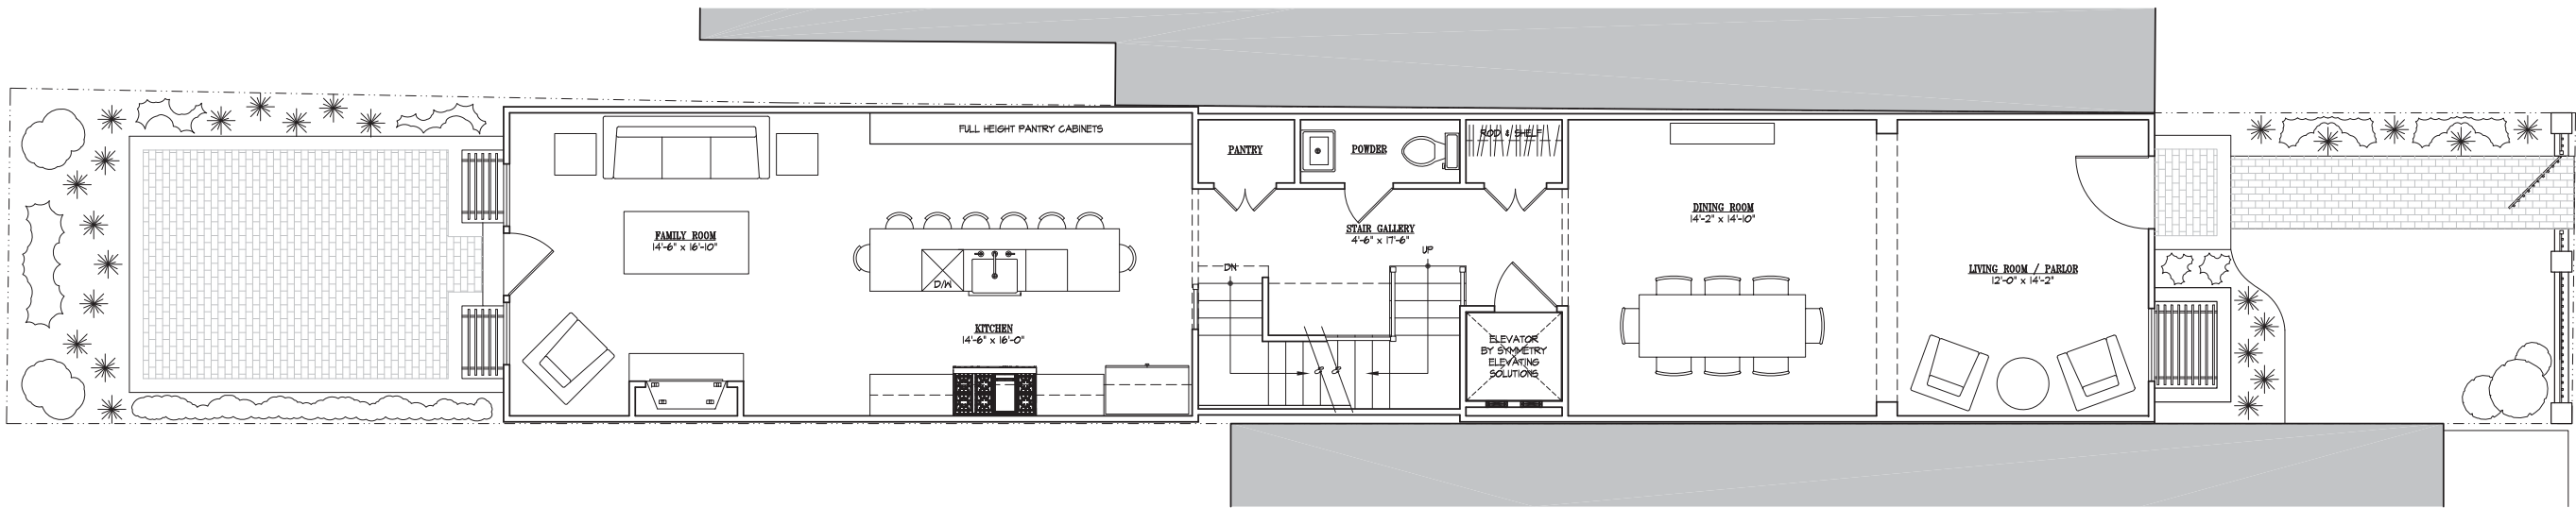 FULL HEIGHT PANTRY CABINETS
FAMILY ROOM
14'-6" x 16'-10"
D/W
KITCHEN
14'-6" x 16'-0"
PANTRY
POWDER
ROD & SHELF
STAIR GALLERY
4'-6" x 17'-6"
DN
UP
ELEVATOR
BY SYMMETRY
ELEVATING
SOLUTIONS
DINING ROOM
14'-2" x 14'-10"
LIVING ROOM / PARLOR
12'-0" x 14'-2"